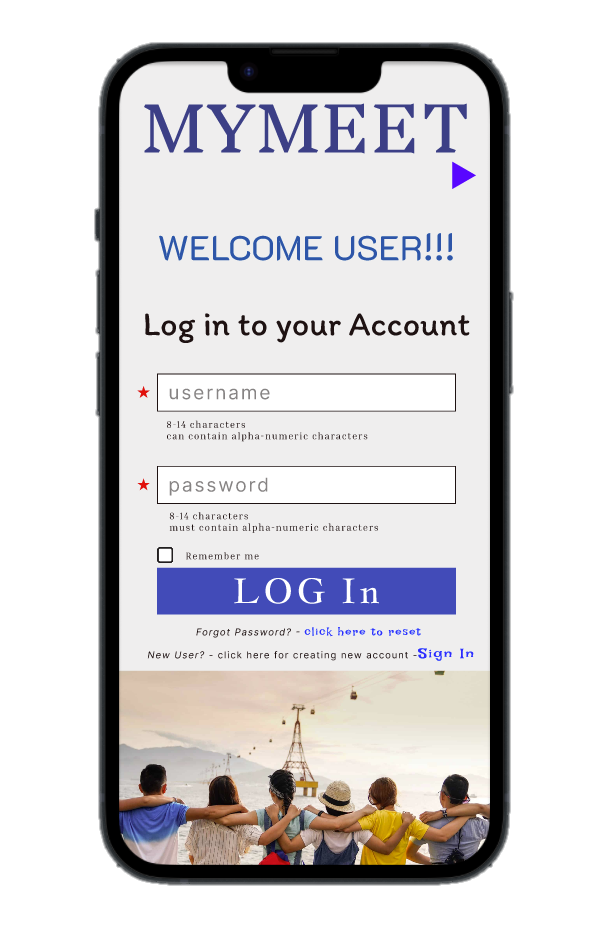 MYMEET
WELCOME USER!!!
Log in to your Account
username
8-14 characters
can contain alpha-numeric characters
password
8-14 characters
must contain alpha-numeric characters
Remember me
LOG In
Forgot Password? - click here to reset
New User? - click here for creating new account -Sign In